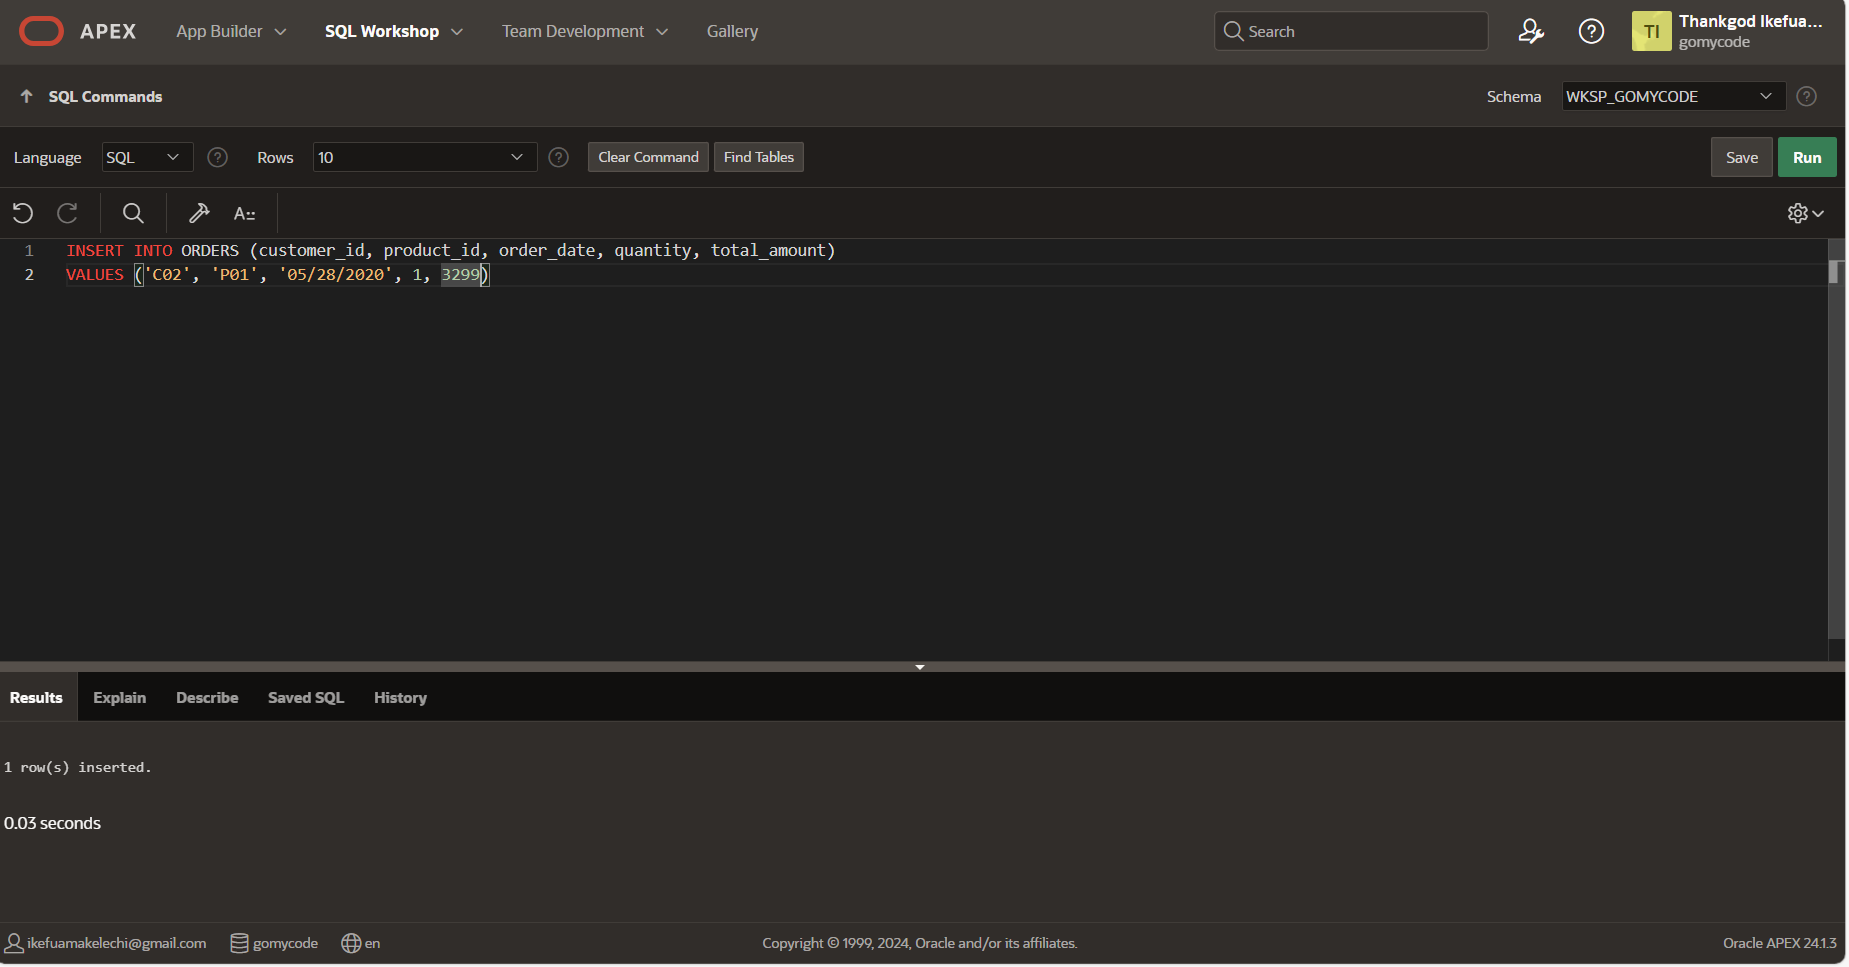 APEX App Builder SQL Workshop Team Development Gallery Search TI Thankgod Ikefua...
gomycode
SQL Commands Schema WKSP_GOMYCODE
Language SQL Rows 10 Clear Command Find Tables Save Run
A::
1 INSERT INTO ORDERS (customer_id, product_id, order_date, quantity, total_amount)
2 VALUES ('C02', 'P01', '05/28/2020', 1, 3299)
Results Explain Describe Saved SQL History
1 row(s) inserted.
0.03 seconds
ikefuamakelechi@gmail.com gomycode en Copyright © 1999, 2024, Oracle and/or its affiliates. Oracle APEX 24.1.3